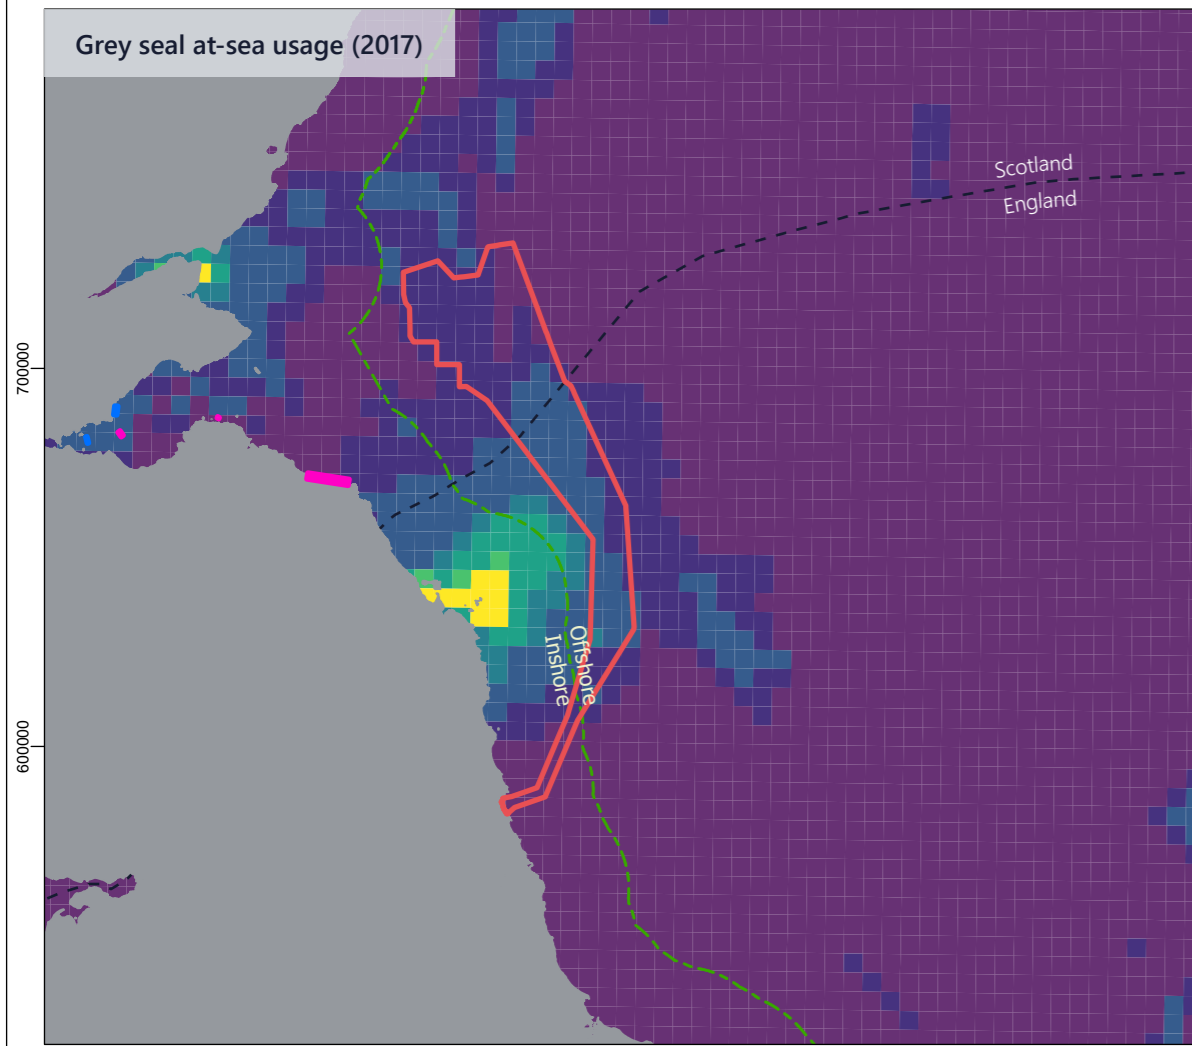 Grey seal at-sea usage (2017)
Scotland
England
700000
Offshore
Inshore
600000